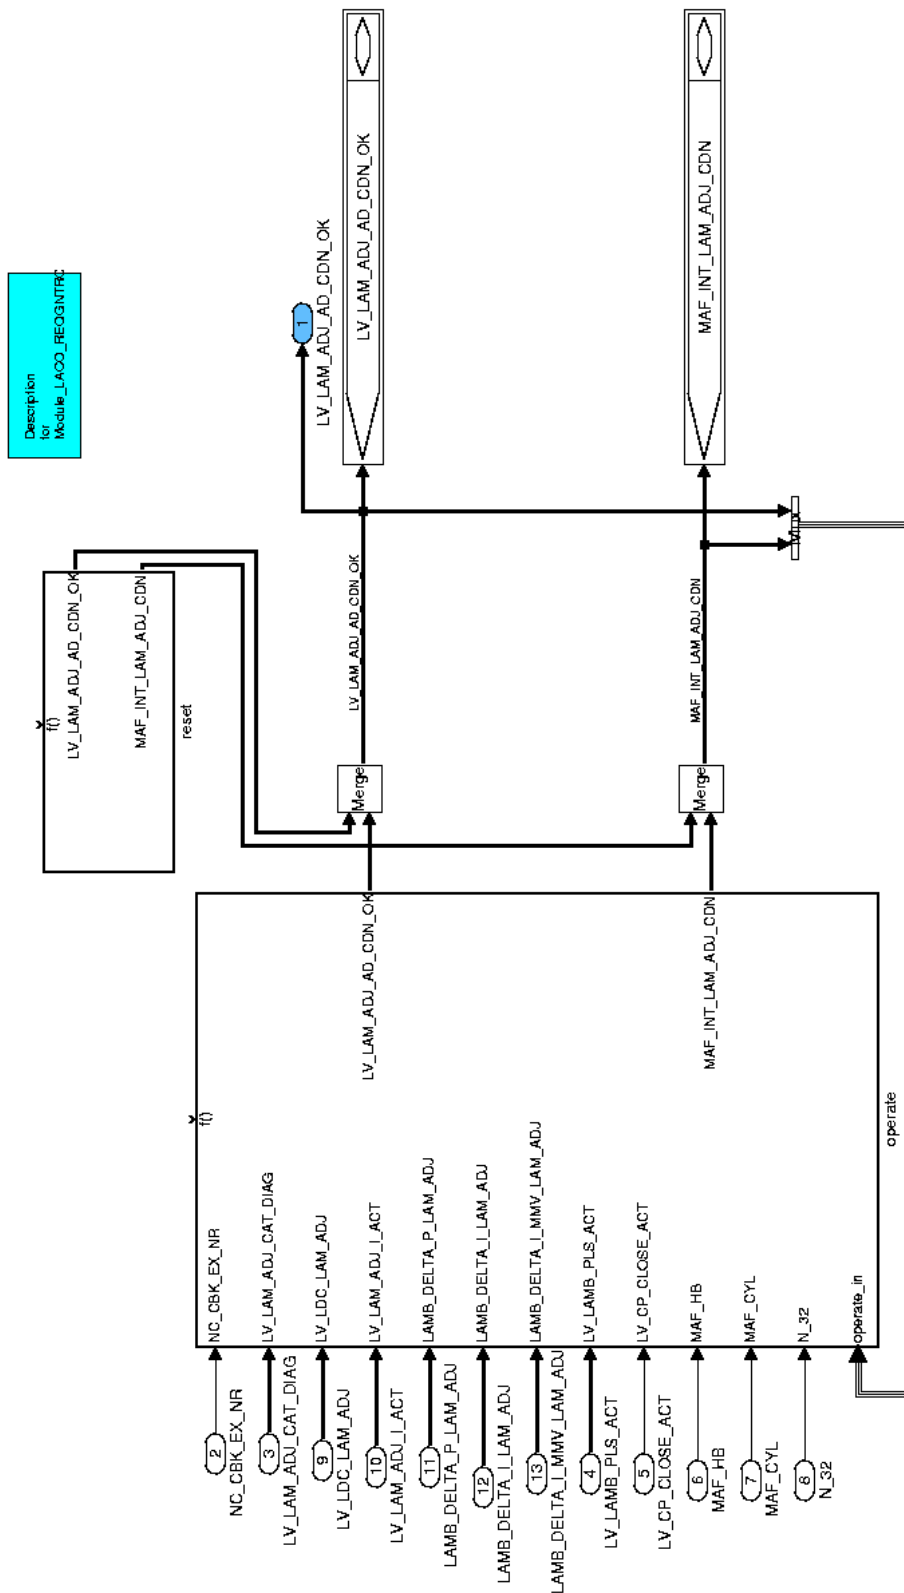 Description
for
Module_LACO_REQGNTRC
f()
LV_LAM_ADJ_AD_CDN_OK
MAF_INT_LAM_ADJ_CDN
reset
2
NC_CBK_EX_NR
3
LV_LAM_ADJ_CAT_DIAG
9
LV_LDC_LAM_ADJ
10
LV_LAM_ADJ_I_ACT
11
LAMB_DELTA_P_LAM_ADJ
12
LAMB_DELTA_I_LAM_ADJ
13
LAMB_DELTA_I_MMV_LAM_ADJ
4
LV_LAMB_PLS_ACT
5
LV_CP_CLOSE_ACT
6
MAF_HB
7
MAF_CYL
8
N_32
f()
NC_CBK_EX_NR
LV_LAM_ADJ_CAT_DIAG
LV_LDC_LAM_ADJ
LV_LAM_ADJ_I_ACT
LAMB_DELTA_P_LAM_ADJ
LAMB_DELTA_I_LAM_ADJ
LAMB_DELTA_I_MMV_LAM_ADJ
LV_LAMB_PLS_ACT
LV_CP_CLOSE_ACT
MAF_HB
MAF_CYL
N_32
operate_in
LV_LAM_ADJ_AD_CDN_OK
MAF_INT_LAM_ADJ_CDN
operate
Merge
Merge
LV_LAM_ADJ_AD_CDN_OK
MAF_INT_LAM_ADJ_CDN
1
LV_LAM_ADJ_AD_CDN_OK
LV_LAM_ADJ_AD_CDN_OK
MAF_INT_LAM_ADJ_CDN